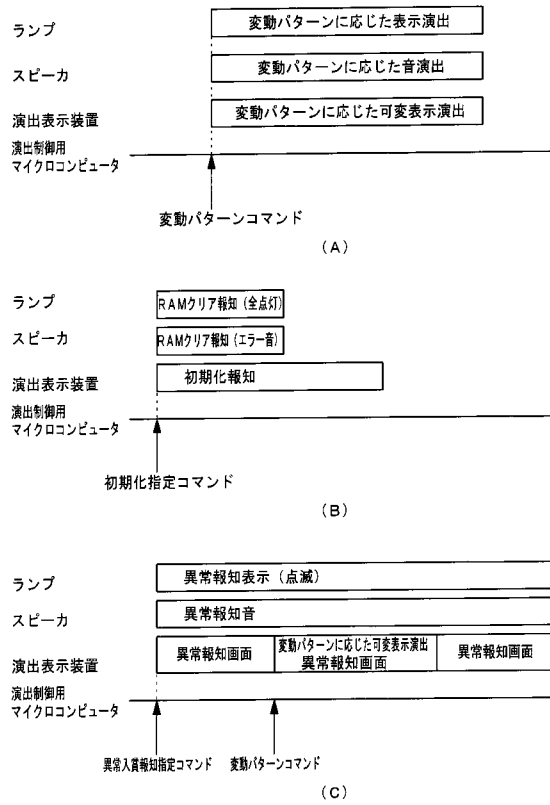 ランプ
変動パターンに応じた表示演出
スピーカ
変動パターンに応じた音演出
演出表示装置
変動パターンに応じた可変表示演出
演出制御用
マイクロコンピュータ
変動パターンコマンド
(A)
ランプ
RAMクリア報知(全点灯)
スピーカ
RAMクリア報知(エラー音)
演出表示装置
初期化報知
演出制御用
マイクロコンピュータ
初期化指定コマンド
(B)
ランプ
異常報知表示(点滅)
スピーカ
異常報知音
演出表示装置
異常報知画面
変動パターンに応じた可変表示演出
異常報知画面
異常報知画面
演出制御用
マイクロコンピュータ
異常入賞報知指定コマンド
変動パターンコマンド
(C)